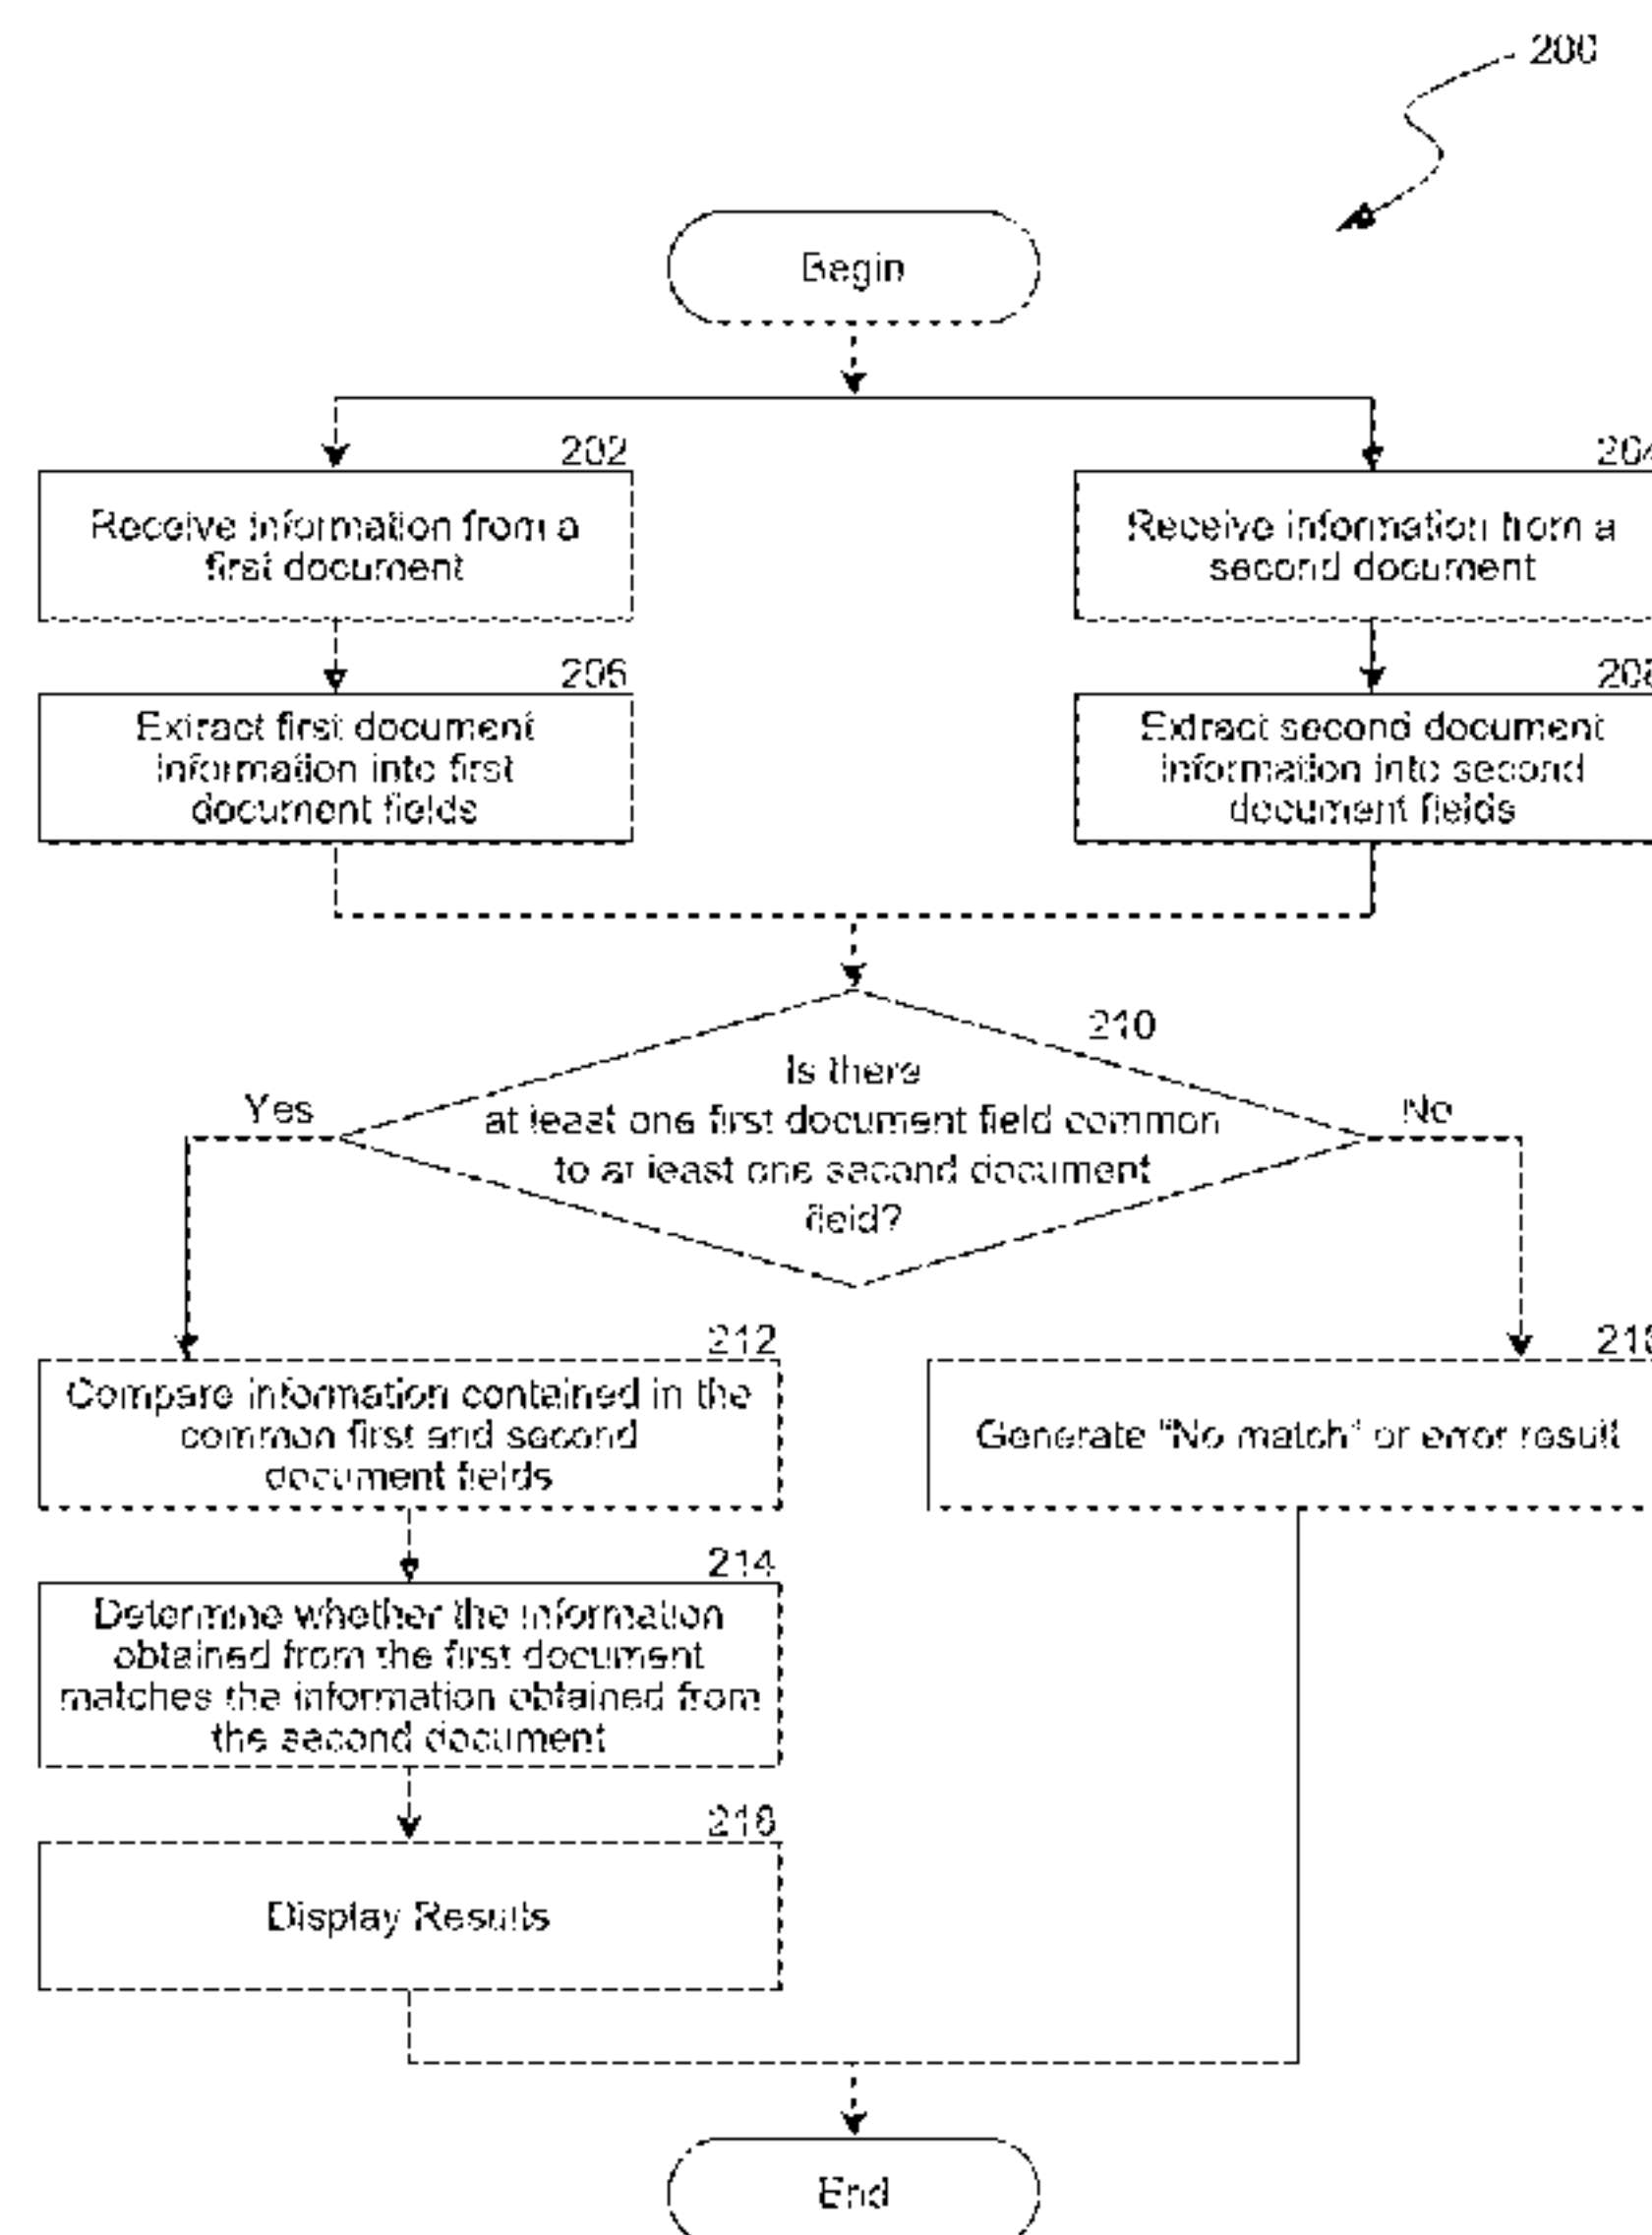 200
Begin
202
204
Receive information from a
first document
Receive information from a
second document
206
Extract first document
information into first
document fields
Extract second document
information into second
document fields
210
Is there
at least one first document field common
to at least one second document
field?
Yes
No
212
Compare information contained in the
common first and second
document fields
Generate "No match" or error result
214
Determine whether the information
obtained from the first document
matches the information obtained from
the second document
Display Results
End